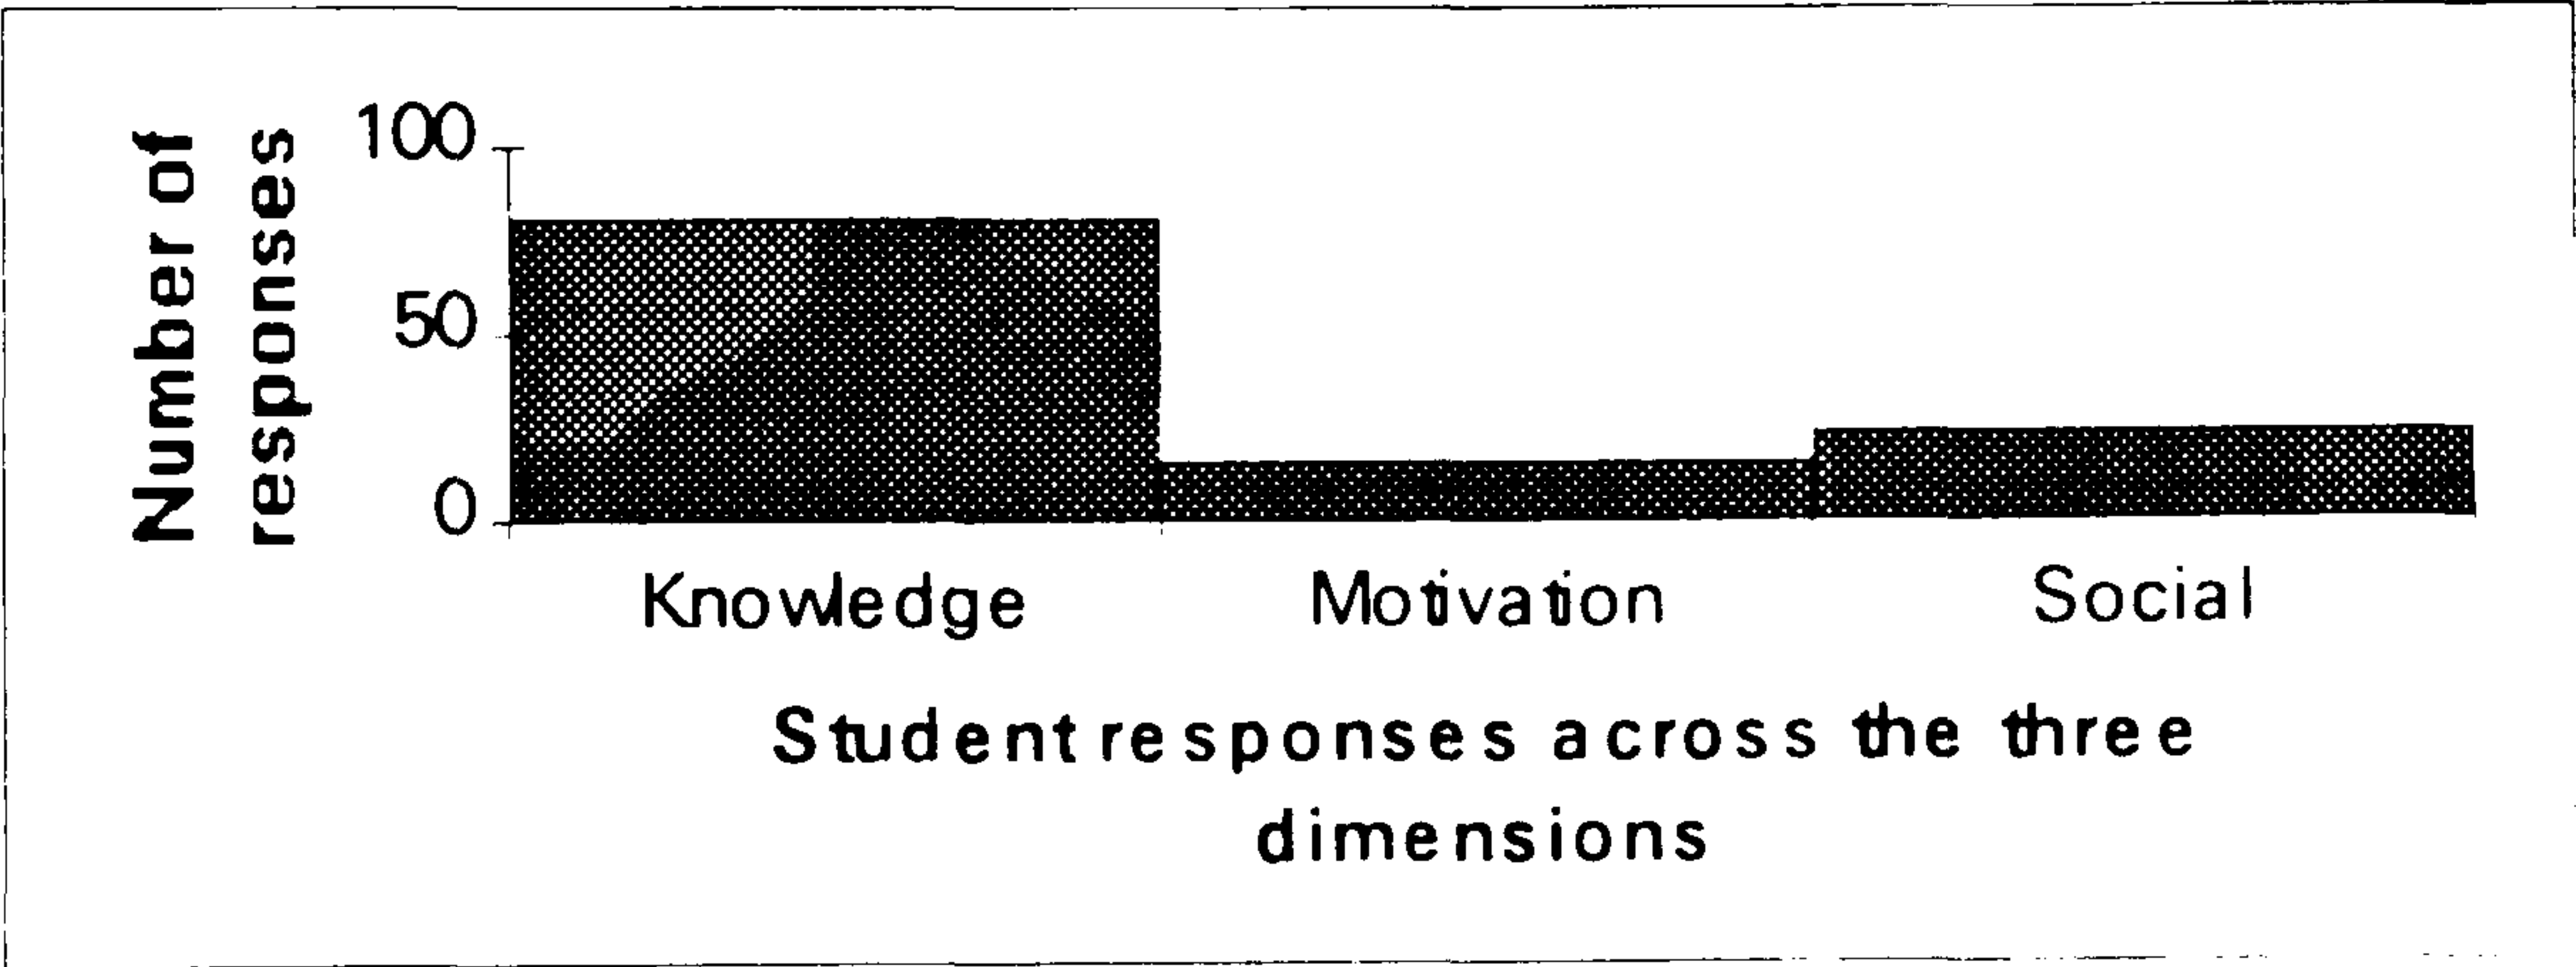 Number of
responses
100
50
0
Knowledge Motivation Social
Student responses across the three
dimensions